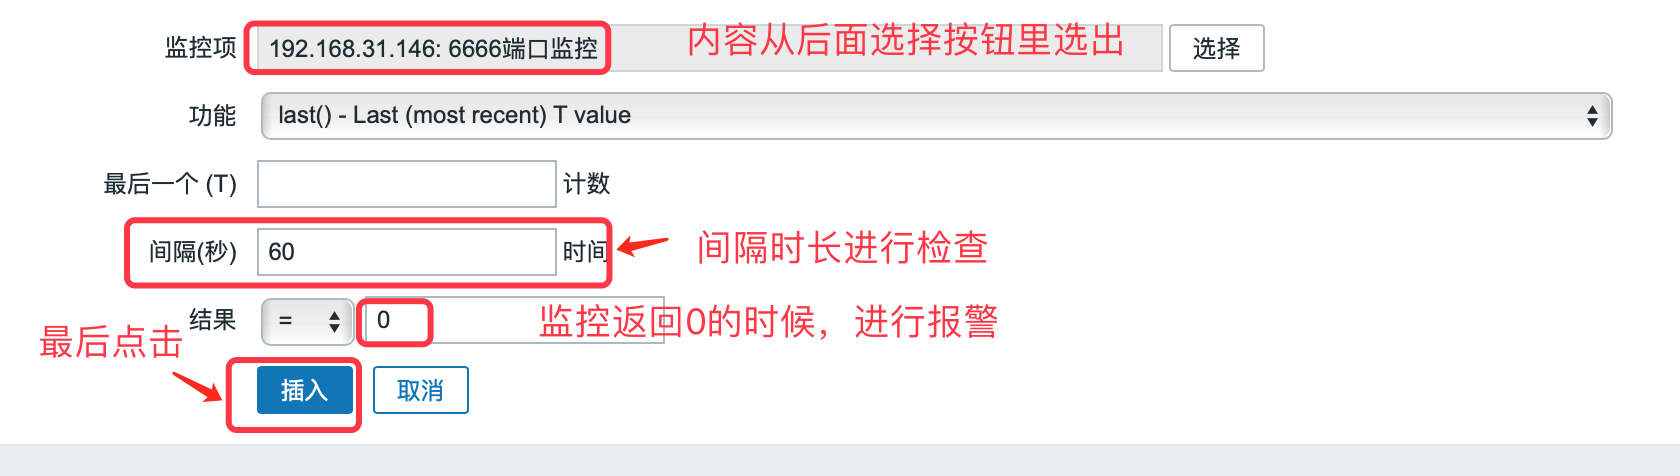 监控项 192.168.31.146: 6666端口监控 内容从后面选择按钮里选出 选择
功能 last() - Last (most recent) T value
最后一个 (T) 计数
间隔(秒) 60 时间 间隔时长进行检查
结果 = 0 监控返回0的时候，进行报警
最后点击
插入 取消